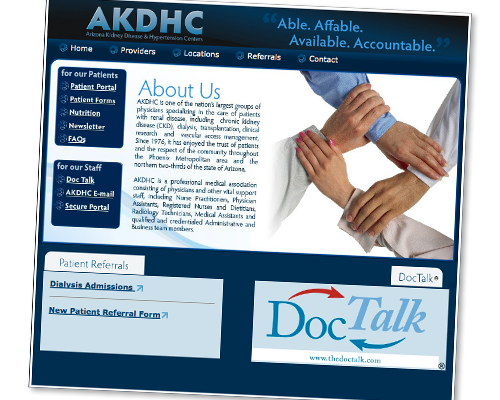 AKDHC
Arizona Kidney Disease & Hypertension Centers
“Able. Affable.
Available. Accountable.”
Home
Providers
Locations
Referrals
Contact
for our Patients
Patient Portal
Patient Forms
Nutrition
Newsletter
FAQs
for our Staff
Doc Talk
AKDHC E-mail
Secure Portal
About Us
AKDHC is one of the nation's largest groups of
physicians specializing in the care of patients
with renal disease, including chronic kidney
disease (CKD), dialysis, transplantation, clinical
research and vascular access management.
Since 1976, it has enjoyed the trust of patients
and the respect of the community throughout
the Phoenix Metropolitan area and the
northern two-thirds of the state of Arizona.
AKDHC is a professional medical association
consisting of physicians and other vital support
staff, including Nurse Practitioners, Physician
Assistants, Registered Nurses and Dietitians,
Radiology Technicians, Medical Assistants and
qualified and credentialed Administrative and
Business team members.
Patient Referrals
Dialysis Admissions
New Patient Referral Form
DocTalk®
DocTalk
www.thedoctalk.com
®